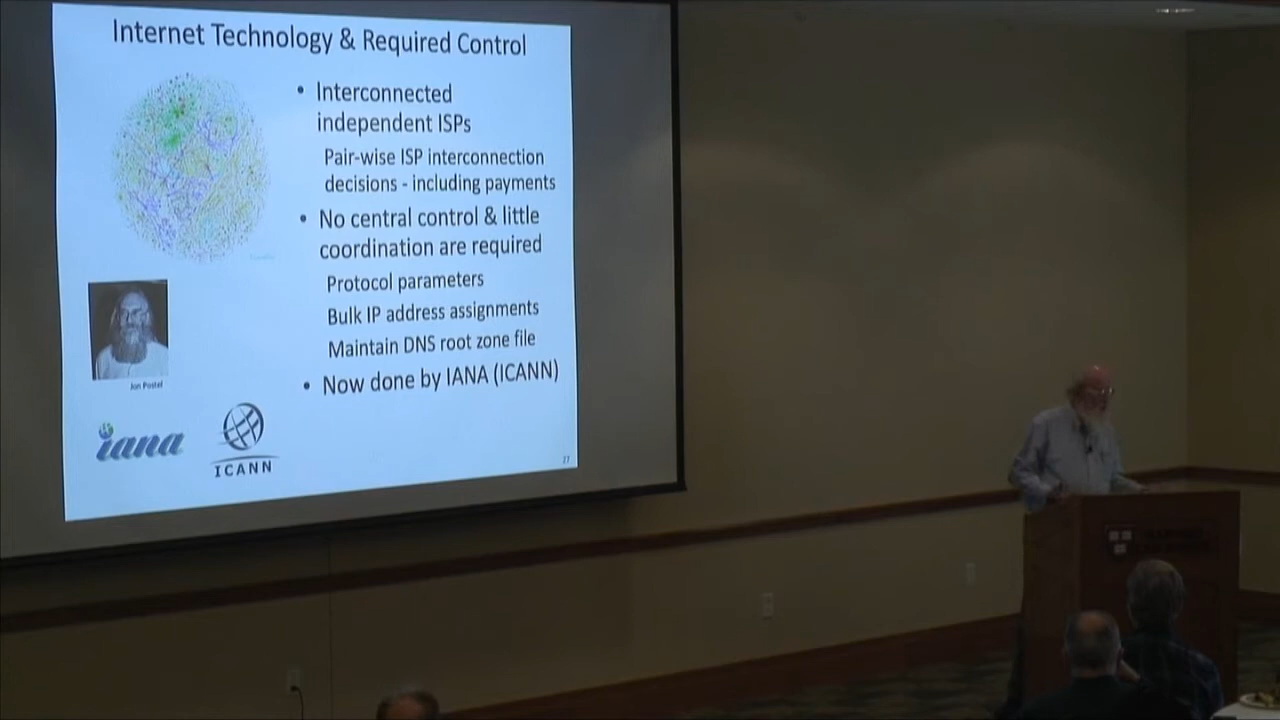 Internet Technology & Required Control
• Interconnected
independent ISPs
Pair-wise ISP interconnection
decisions - including payments
• No central control & little
coordination are required
Protocol parameters
Bulk IP address assignments
Maintain DNS root zone file
• Now done by IANA (ICANN)
Jon Postel
iana
ICANN
27